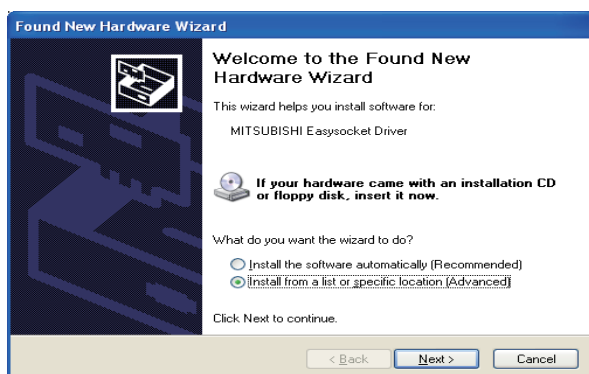 Found New Hardware Wizard
Welcome to the Found New
Hardware Wizard
This wizard helps you install software for:
MITSUBISHI Easysocket Driver
If your hardware came with an installation CD
or floppy disk, insert it now.
What do you want the wizard to do?
Install the software automatically (Recommended)
Install from a list or specific location (Advanced)
Click Next to continue.
< Back Next > Cancel